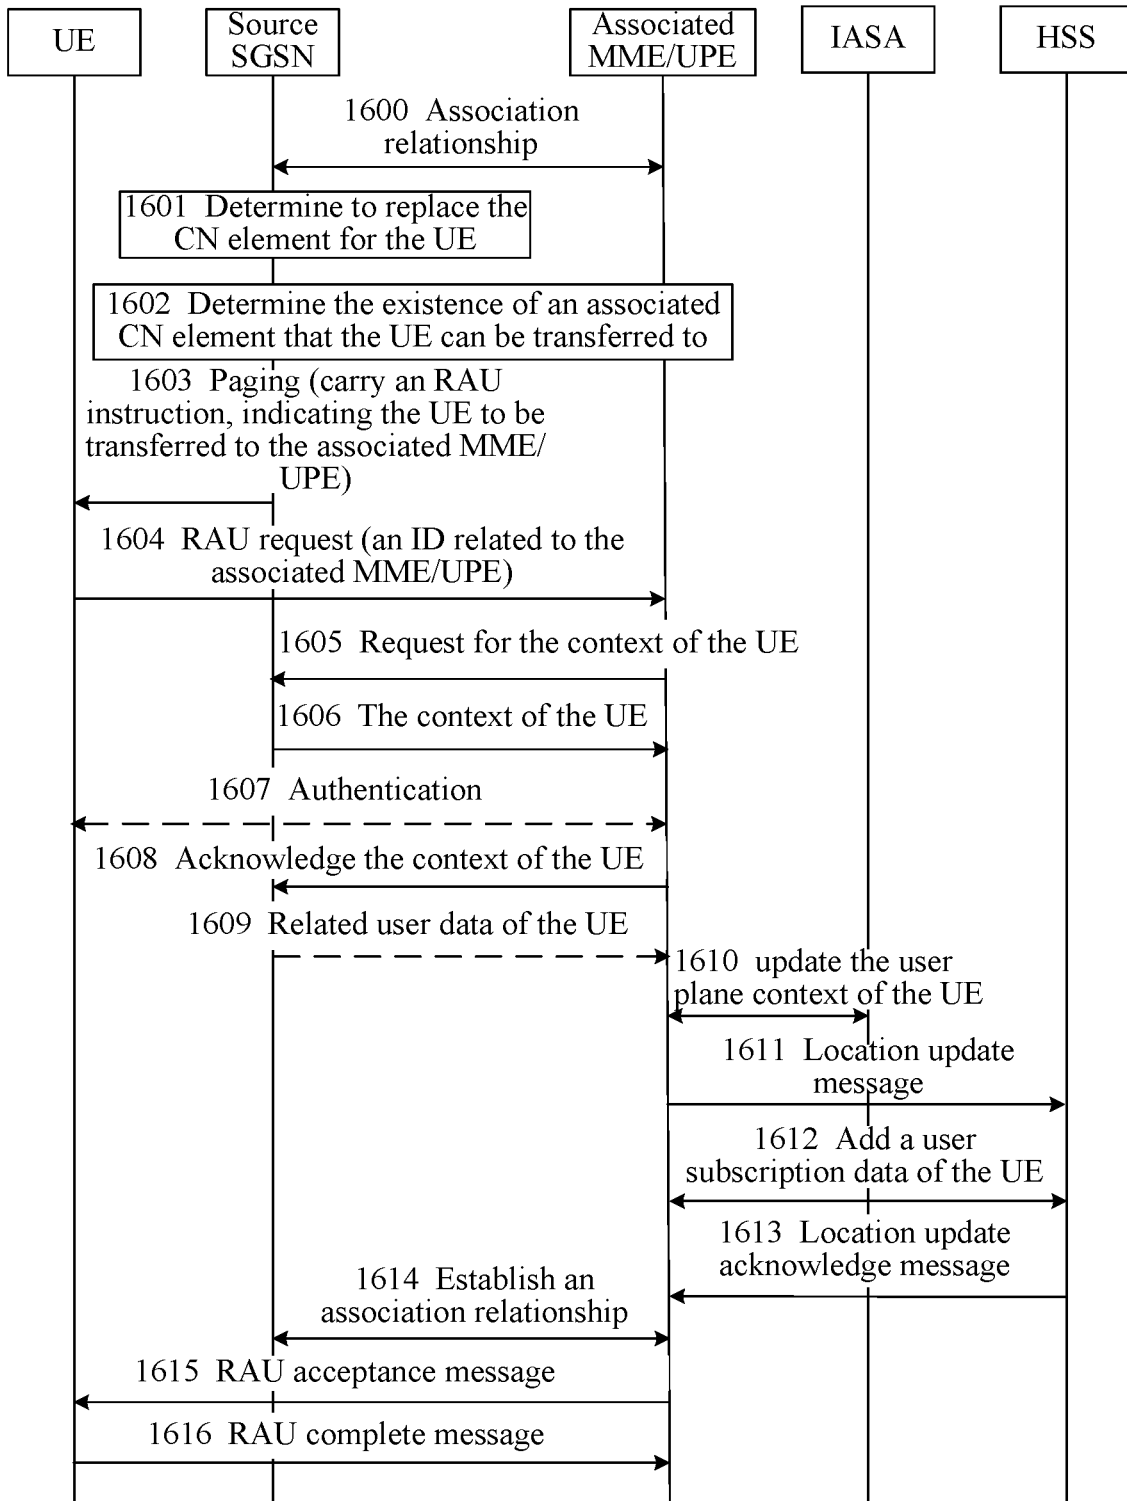 UE
Source
SGSN
Associated
MME/UPE
IASA
HSS
1600 Association
relationship
1601 Determine to replace the
CN element for the UE
1602 Determine the existence of an associated
CN element that the UE can be transferred to
1603 Paging (carry an RAU
instruction, indicating the UE to be
transferred to the associated MME/
UPE)
1604 RAU request (an ID related to the
associated MME/UPE)
1605 Request for the context of the UE
1606 The context of the UE
1607 Authentication
1608 Acknowledge the context of the UE
1609 Related user data of the UE
1610 update the user
plane context of the UE
1611 Location update
message
1612 Add a user
subscription data of the UE
1613 Location update
acknowledge message
1614 Establish an
association relationship
1615 RAU acceptance message
1616 RAU complete message